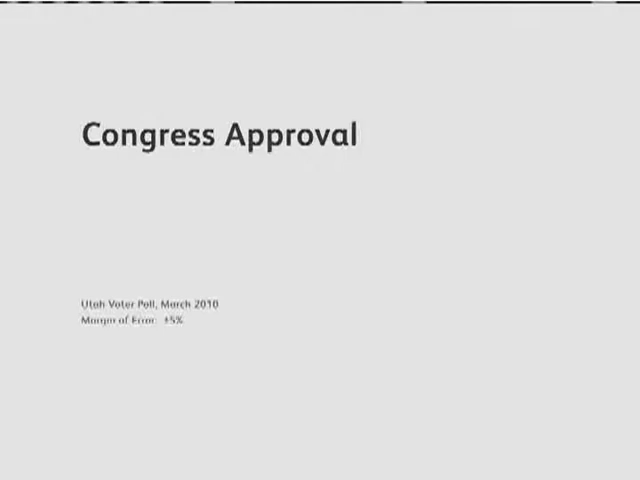 Congress Approval
Utah Voter Poll, March 2010
Margin of Error: ±5%